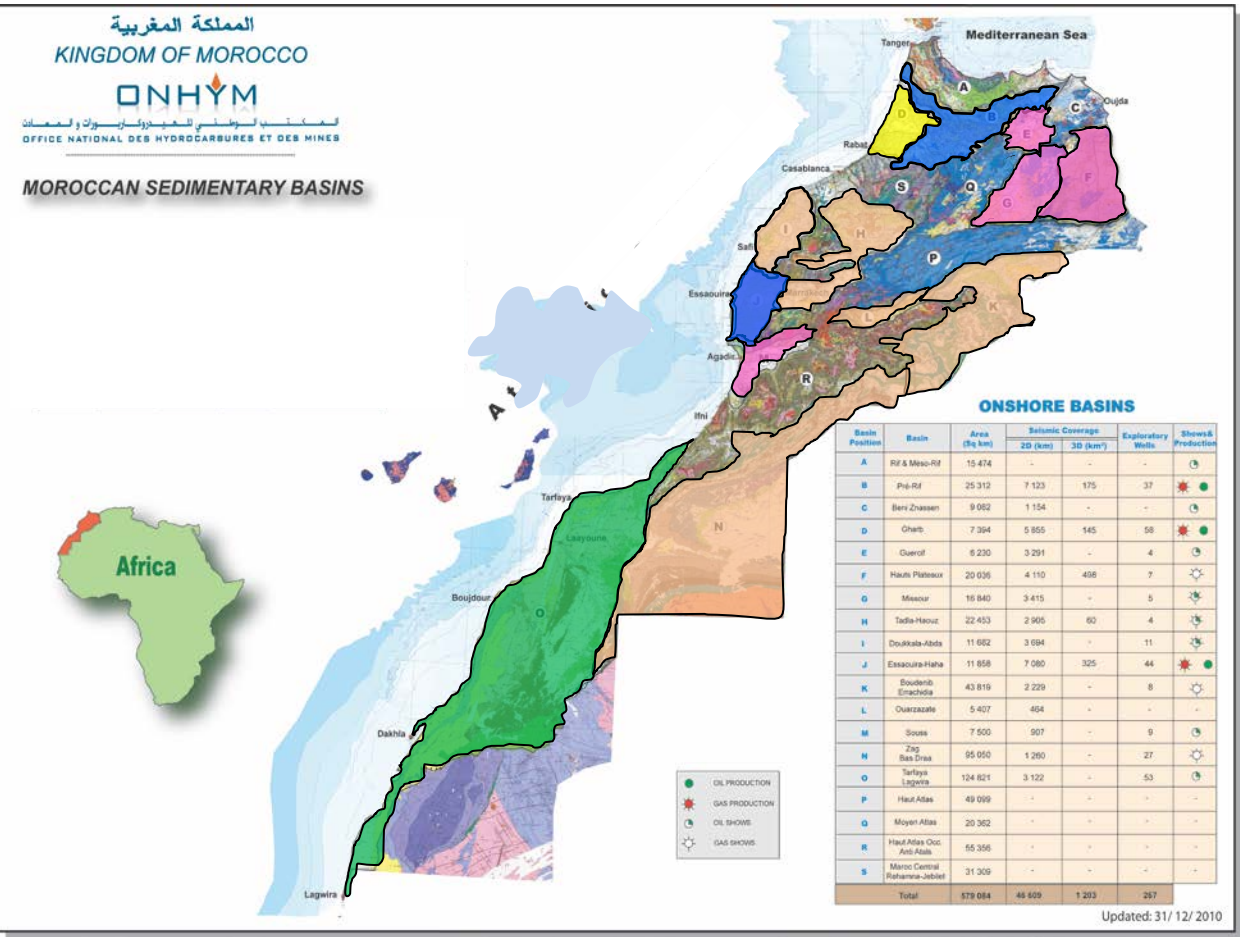 المملكة المغربية
KINGDOM OF MOROCCO
ONHYM
المكتب الوطني للهيدروكاربورات و المعادن
OFFICE NATIONAL DES HYDROCARBURES ET DES MINES
MOROCCAN SEDIMENTARY BASINS
Mediterranean Sea
Tanger
A
C
Oujda
D
B
E
Rabat
Casablanca
S
Q
F
G
I
H
Safi
P
Essaouira
J
Marrakech
K
L
Agadir
M
R
Ifni
A f
Tarfaya
N
Laayoune
Africa
Boujdour
O
Dakhla
Lagwira
OIL PRODUCTION
GAS PRODUCTION
OIL SHOWS
GAS SHOWS
ONSHORE BASINS
Basin Position Basin Area (Sq km) Seismic Coverage 2D (km) 3D (km²) Exploratory Wells Shows& Production
A Rif & Meso-Rif 15 474 - - -
B Pré-Rif 25 312 7 123 175 37
C Beni Znassen 9 082 1 154 - -
D Gharb 7 394 5 855 145 58
E Guercif 6 230 3 291 - 4
F Hauts Plateaux 20 036 4 110 498 7
G Missour 16 840 3 415 - 5
H Tadla-Haouz 22 453 2 905 60 4
I Doukkala-Abda 11 662 3 694 - 11
J Essaouira-Haha 11 858 7 080 325 44
K Boudenib Errachidia 43 819 2 229 - 8
L Ouarzazate 5 407 464 - - -
M Souss 7 500 907 - 9
N Zag Bas Draa 95 050 1 260 - 27
O Tarfaya Lagwira 124 821 3 122 - 53
P Haut Atlas 49 099 - - - -
Q Moyen Atlas 20 362 - - - -
R Haut Atlas Occ. Anti Atals 55 356 - - - -
S Maroc Central Rehamna-Jebilet 31 309 - - - -
Total 579 084 46 609 1 203 267
Updated: 31/ 12/ 2010